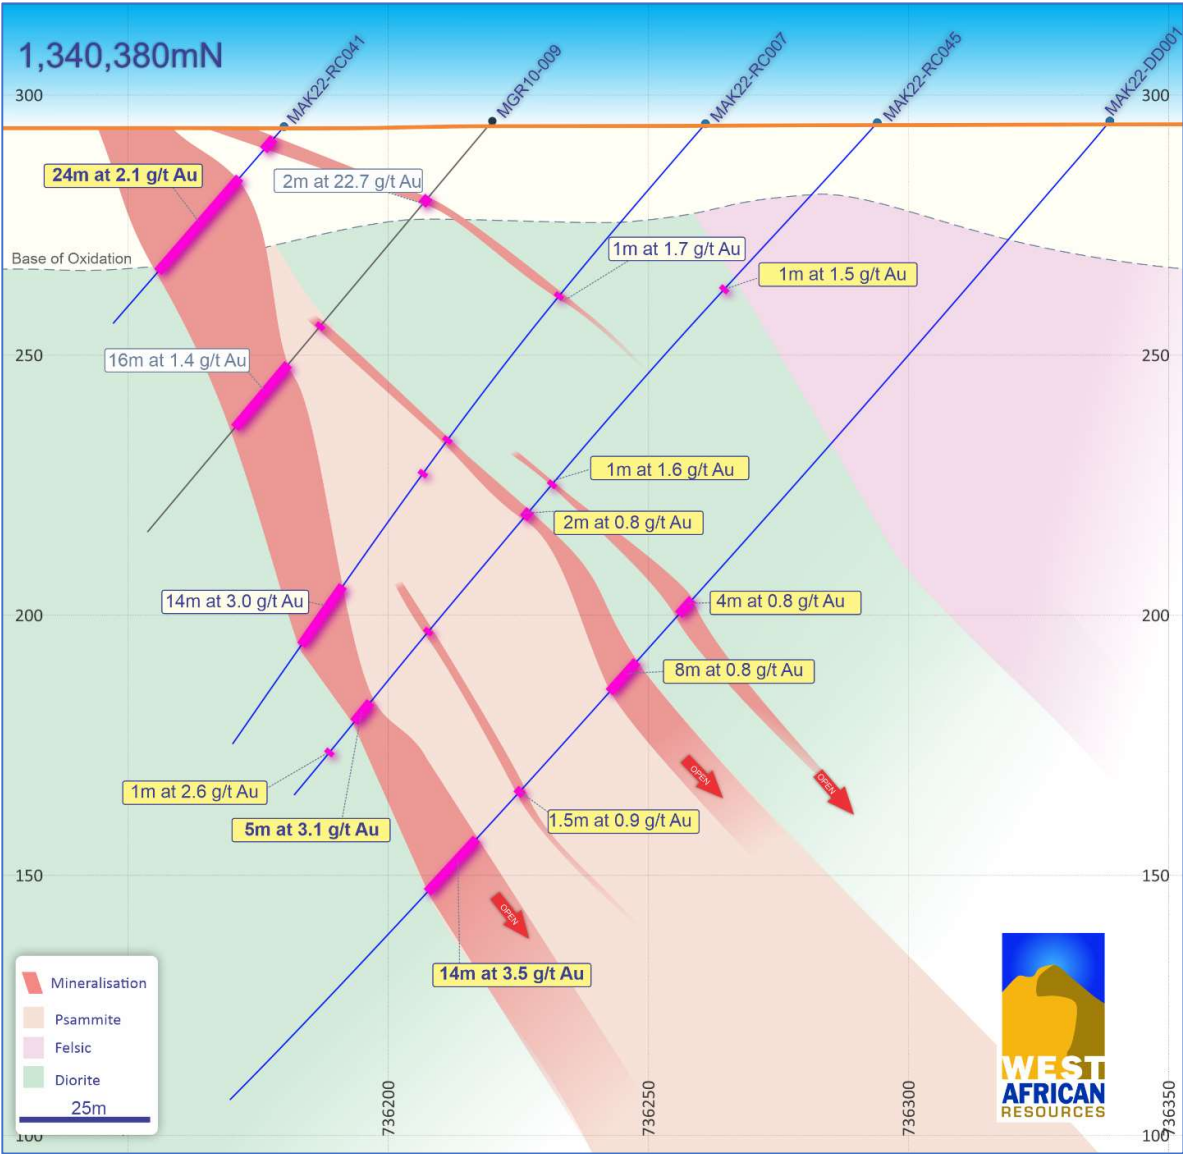 1,340,380mN
MAK22-RC041
MGR10-009
MAK22-RC007
MAK22-RC045
MAK22-DD001
300
300
24m at 2.1 g/t Au
2m at 22.7 g/t Au
Base of Oxidation
1m at 1.7 g/t Au
1m at 1.5 g/t Au
250
250
16m at 1.4 g/t Au
1m at 1.6 g/t Au
2m at 0.8 g/t Au
14m at 3.0 g/t Au
4m at 0.8 g/t Au
200
200
8m at 0.8 g/t Au
OPEN
OPEN
1m at 2.6 g/t Au
5m at 3.1 g/t Au
1.5m at 0.9 g/t Au
150
150
OPEN
14m at 3.5 g/t Au
Mineralisation
Psammite
Felsic
Diorite
25m
100
100
736200
736250
736300
736350
WEST
AFRICAN
RESOURCES